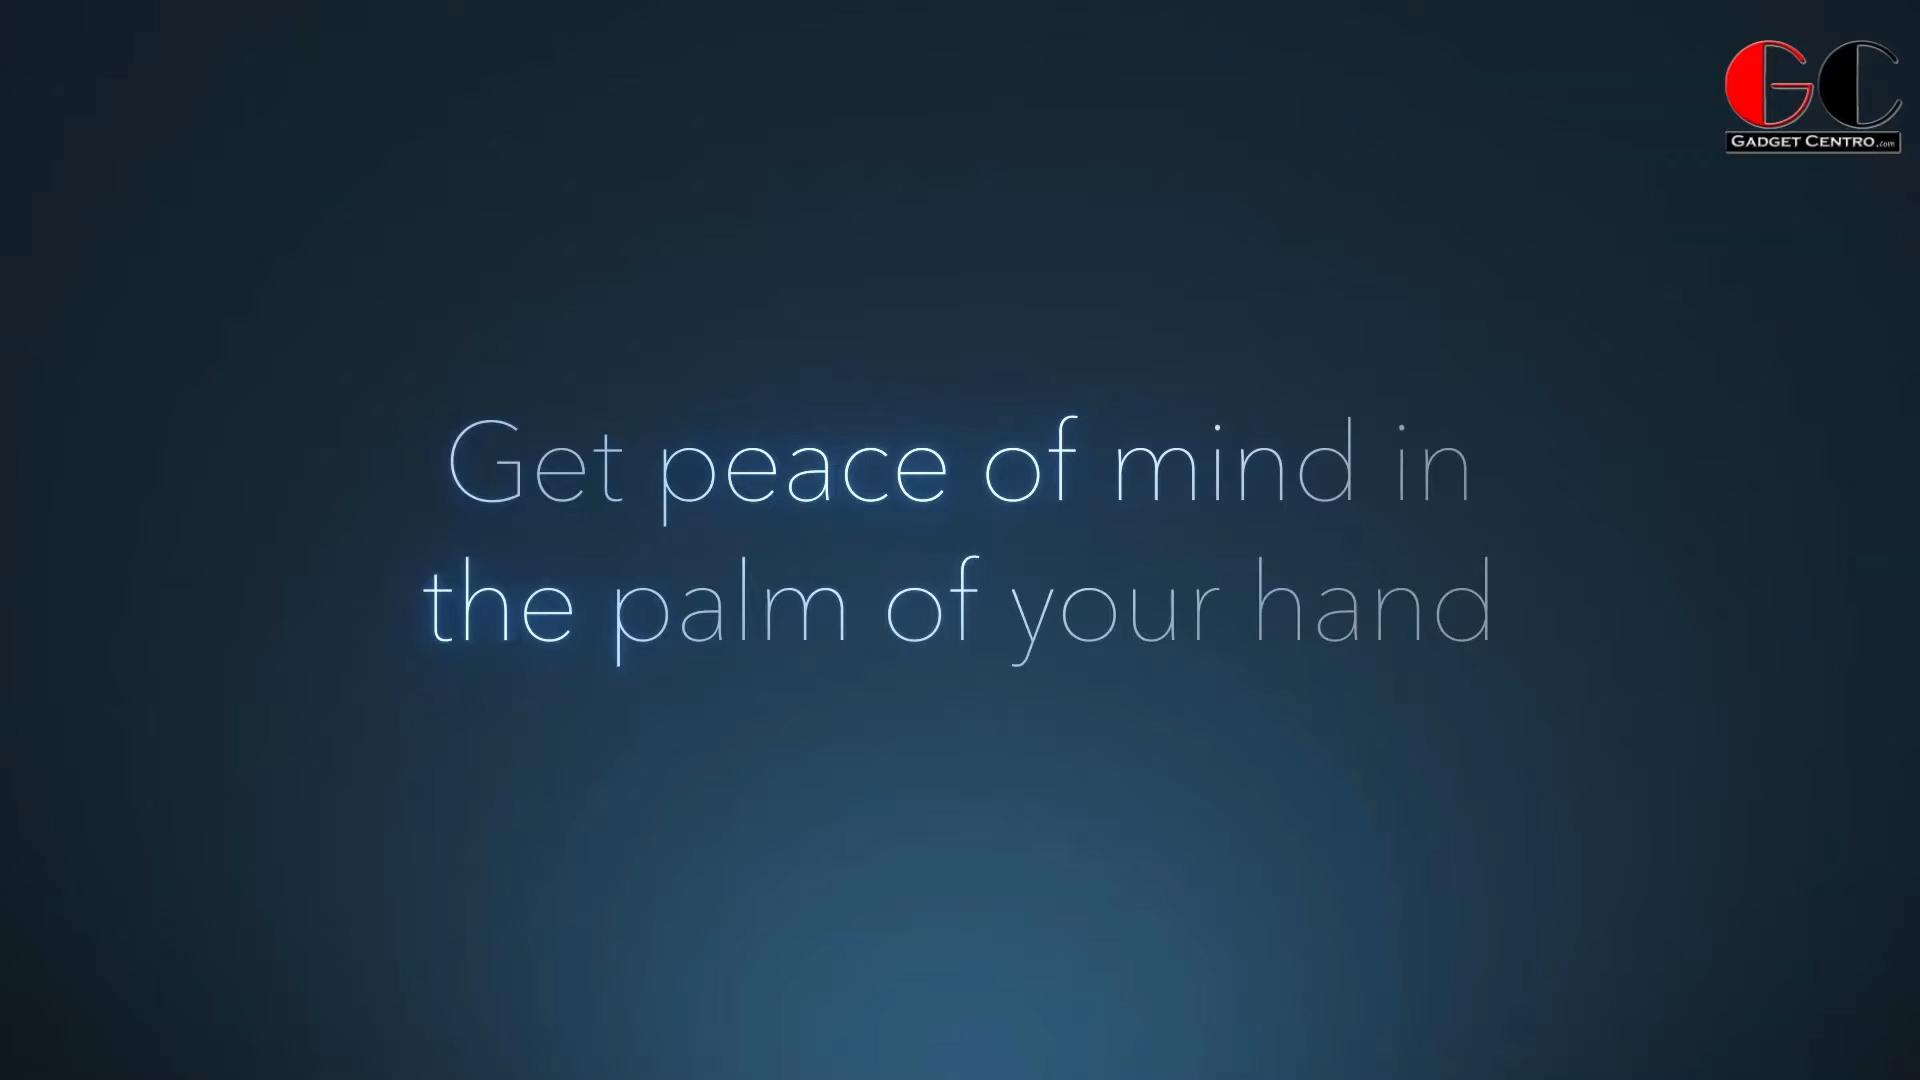 GC
GADGET CENTRO.com
Get peace of mind in
the palm of your hand